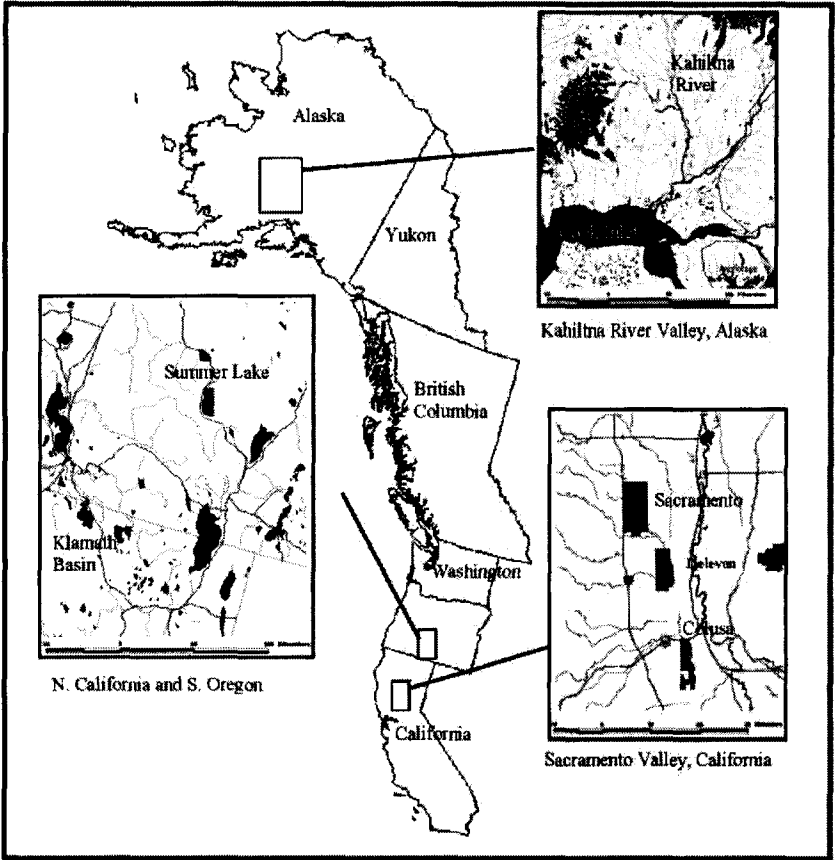 Alaska
Kahiltna
River
Yukon
Kahiltna River Valley, Alaska
Summer Lake
British
Columbia
Sacramento
Klamath
Basin
Delevan
Washington
Colusa
N. California and S. Oregon
California
Sacramento Valley, California